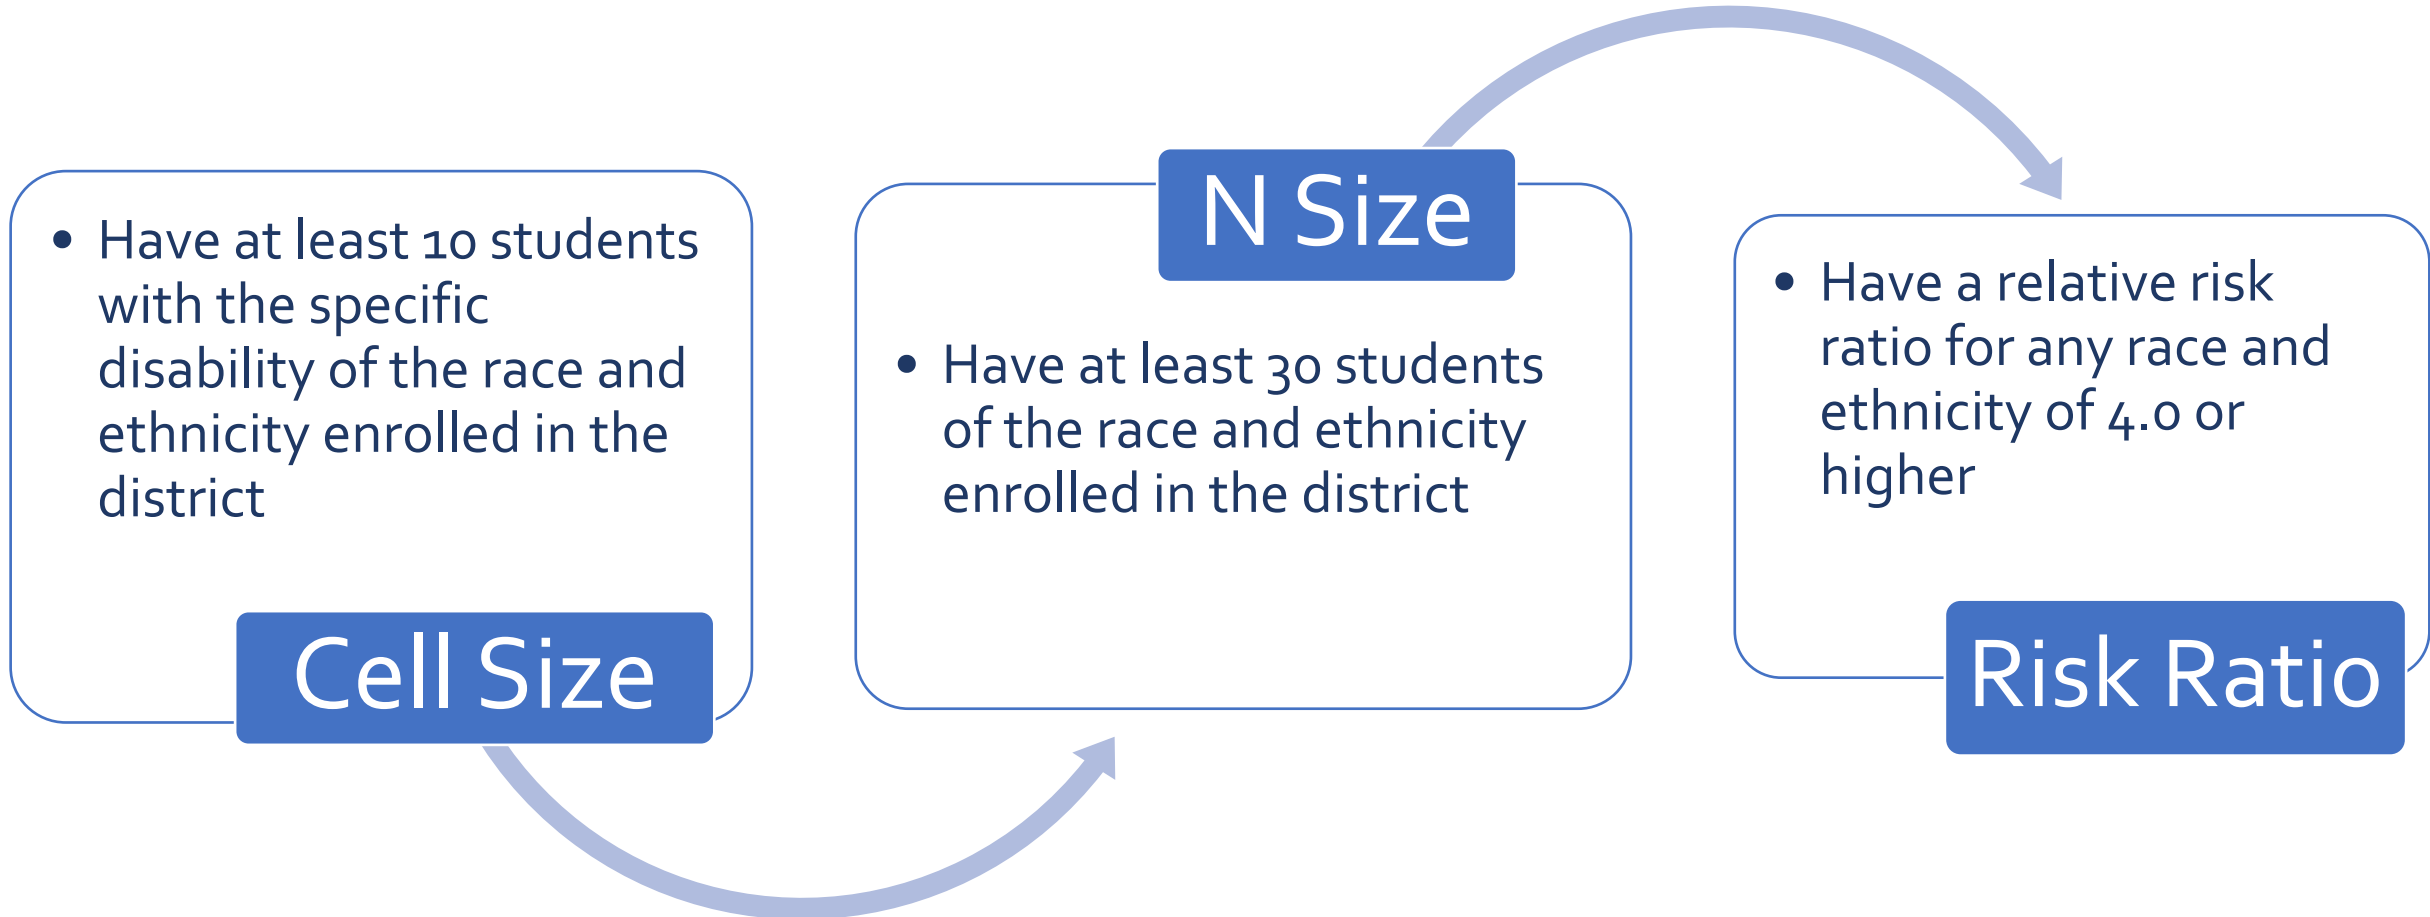 • Have at least 10 students
with the specific
disability of the race and
ethnicity enrolled in the
district
Cell Size
N Size
• Have at least 30 students
of the race and ethnicity
enrolled in the district
• Have a relative risk
ratio for any race and
ethnicity of 4.0 or
higher
Risk Ratio